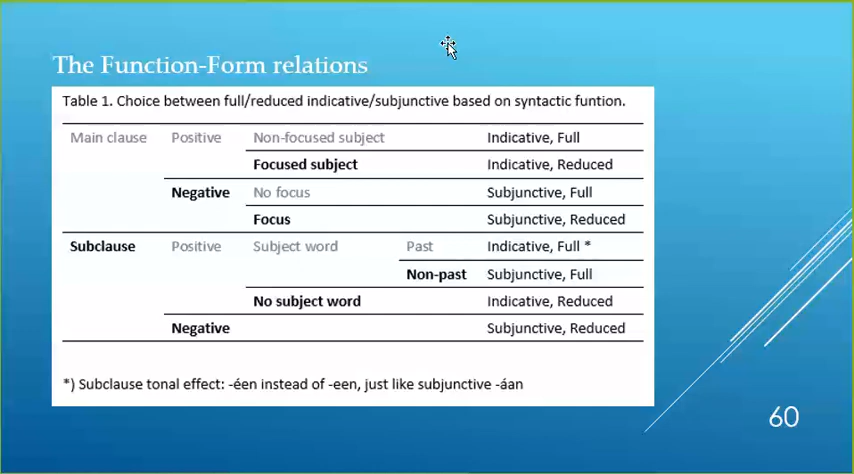 The Function-Form relations
Table 1. Choice between full/reduced indicative/subjunctive based on syntactic funtion.
Main clause Positive Non-focused subject Indicative, Full
Focused subject Indicative, Reduced
Negative No focus Subjunctive, Full
Focus Subjunctive, Reduced
Subclause Positive Subject word Past Indicative, Full *
Non-past Subjunctive, Full
No subject word Indicative, Reduced
Negative Subjunctive, Reduced
*) Subclause tonal effect: -éen instead of -een, just like subjunctive -áan
60